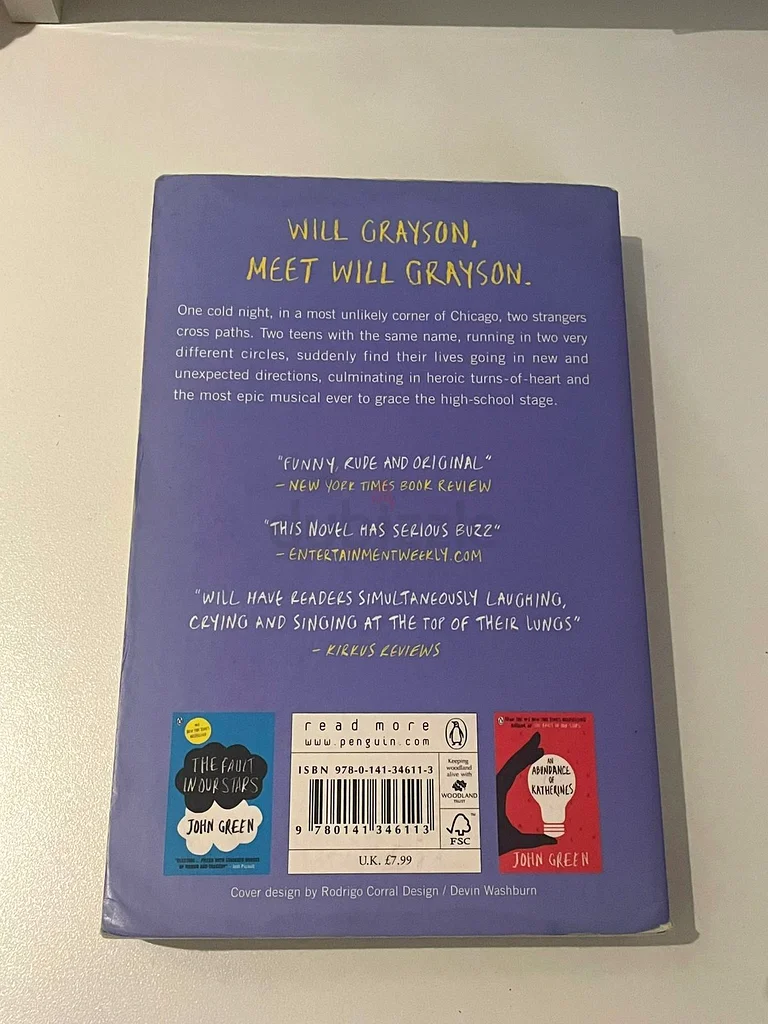 WILL GRAYSON,
MEET WILL GRAYSON.
One cold night, in a most unlikely corner of Chicago, two strangers
cross paths. Two teens with the same name, running in two very
different circles, suddenly find their lives going in new and
unexpected directions, culminating in heroic turns-of-heart and
the most epic musical ever to grace the high-school stage.
"FUNNY, RUDE AND ORIGINAL"
– NEW YORK TIMES BOOK REVIEW
"THIS NOVEL HAS SERIOUS BUZZ"
– ENTERTAINMENTWEEKLY.COM
"WILL HAVE READERS SIMULTANEOUSLY LAUGHING,
CRYING AND SINGING AT THE TOP OF THEIR LUNGS"
– KIRKUS REVIEWS
THE FAULT
IN OUR STARS
JOHN GREEN
read more
www.penguin.com
ISBN 978-0-141-34611-3
9 780141 346113
U.K. £7.99
Keeping
woodland
alive with
WOODLAND
TRUST
FSC
AN
ABUNDANCE
OF
KATHERINES
JOHN GREEN
Cover design by Rodrigo Corral Design / Devin Washburn